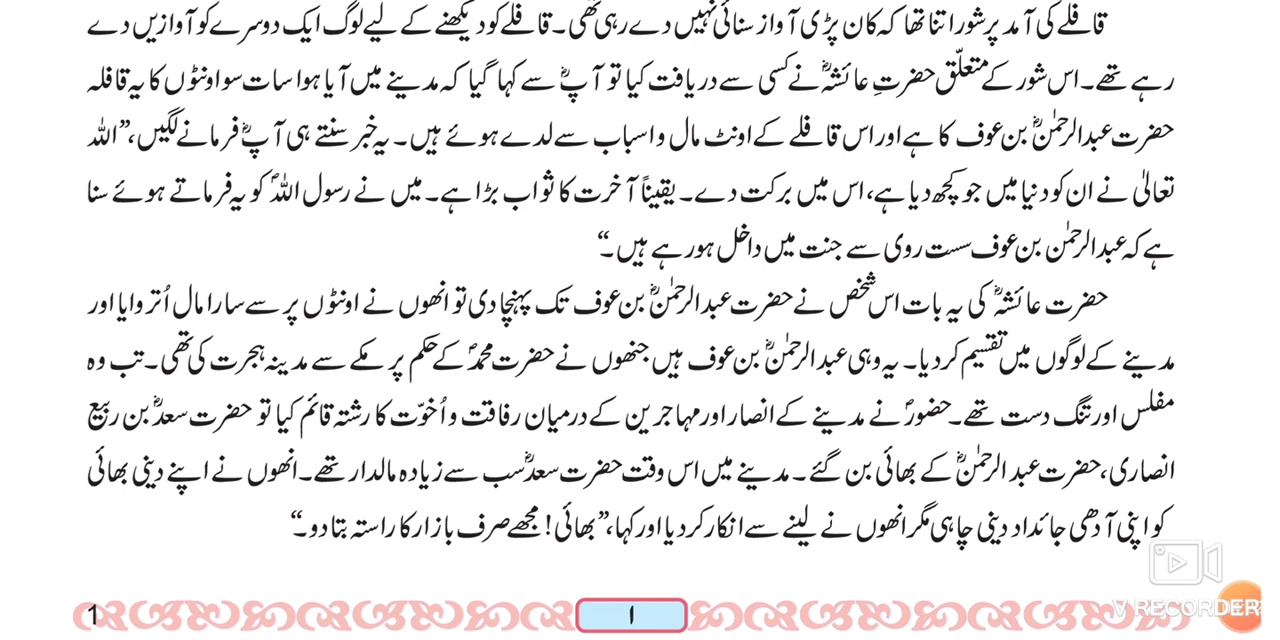 قافلے کی آمد پر شور اتنا تھا کہ کان پڑی آواز سنائی نہیں دے رہی تھی۔ قافلے کو دیکھنے کے لیے لوگ ایک دوسرے کو آوازیں دے
رہے تھے۔ اس شور کے متعلّق حضرتِ عائشہؓ نے کسی سے دریافت کیا تو آپؓ سے کہا گیا کہ مدینے میں آیا ہوا سات سو اونٹوں کا یہ قافلہ
حضرت عبدالرحمٰنؓ بن عوف کا ہے اور اس قافلے کے اونٹ مال و اسباب سے لدے ہوئے ہیں۔ یہ خبر سنتے ہی آپؓ فرمانے لگیں، ”اللہ
تعالیٰ نے ان کو دنیا میں جو کچھ دیا ہے، اس میں برکت دے۔ یقیناً آخرت کا ثواب بڑا ہے۔ میں نے رسول اللہؐ کو یہ فرماتے ہوئے سنا
ہے کہ عبدالرحمٰن بن عوف سست روی سے جنت میں داخل ہو رہے ہیں۔“
حضرت عائشہؓ کی یہ بات اس شخص نے حضرت عبدالرحمٰنؓ بن عوف تک پہنچا دی تو انھوں نے اونٹوں پر سے سارا مال اُتر وایا اور
مدینے کے لوگوں میں تقسیم کر دیا۔ یہ وہی عبدالرحمٰنؓ بن عوف ہیں جنھوں نے حضرت محمدؐ کے حکم پر مکے سے مدینہ ہجرت کی تھی۔ تب وہ
مفلس اور تنگ دست تھے۔ حضورؐ نے مدینے کے انصار اور مہاجرین کے درمیان رفاقت و اُخوّت کا رشتہ قائم کیا تو حضرت سعدؓ بن ربیع
انصاری، حضرت عبدالرحمٰنؓ کے بھائی بن گئے۔ مدینے میں اس وقت حضرت سعدؓ سب سے زیادہ مالدار تھے۔ انھوں نے اپنے دینی بھائی
کو اپنی آدھی جائداد دینی چاہی مگر انھوں نے لینے سے انکار کر دیا اور کہا، ”بھائی! مجھے صرف بازار کا راستہ بتا دو۔“
1
۱
V RECORDER